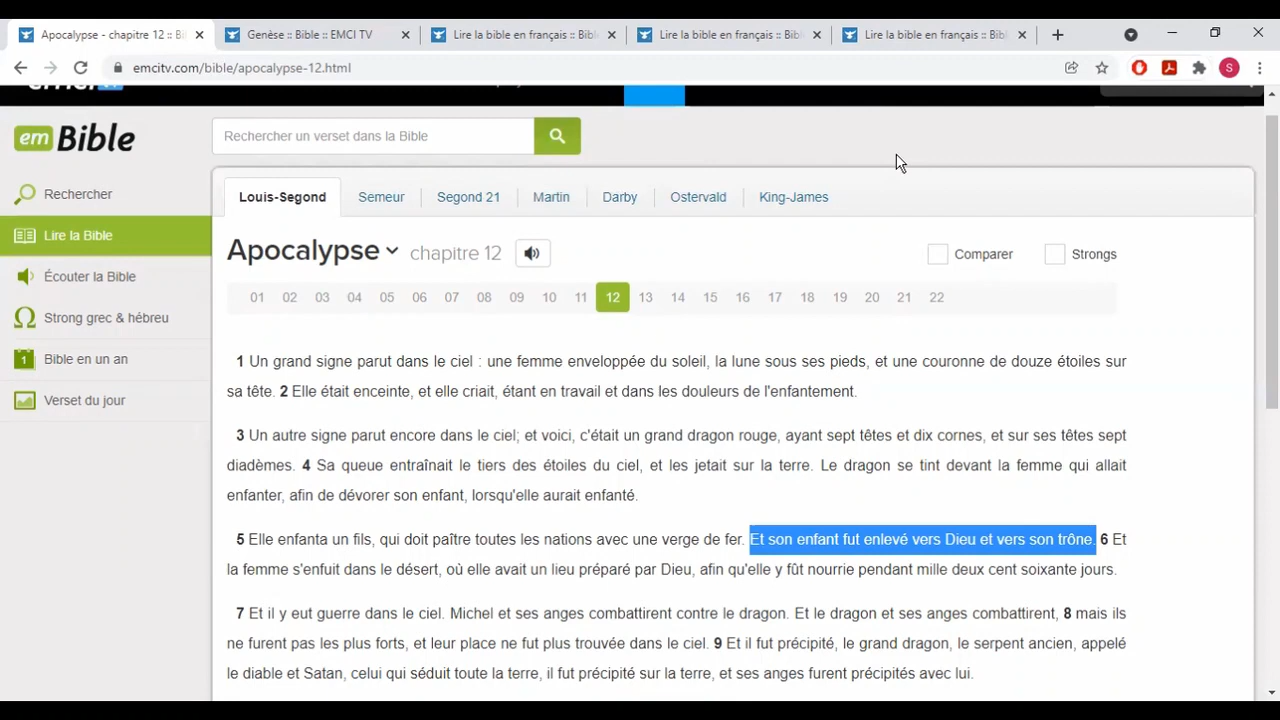 Apocalypse - chapitre 12 :: Bi
Genèse :: Bible :: EMCI TV
Lire la bible en français :: Bibl
Lire la bible en français :: Bibl
Lire la bible en français :: Bibl
emcitv.com/bible/apocalypse-12.html
S
em Bible
Rechercher un verset dans la Bible
Rechercher
Lire la Bible
Écouter la Bible
Strong grec & hébreu
1 Bible en un an
Verset du jour
Louis-Segond Semeur Segond 21 Martin Darby Ostervald King-James
Apocalypse chapitre 12
Comparer Strongs
01 02 03 04 05 06 07 08 09 10 11 12 13 14 15 16 17 18 19 20 21 22
1 Un grand signe parut dans le ciel : une femme enveloppée du soleil, la lune sous ses pieds, et une couronne de douze étoiles sur
sa tête. 2 Elle était enceinte, et elle criait, étant en travail et dans les douleurs de l'enfantement.
3 Un autre signe parut encore dans le ciel; et voici, c'était un grand dragon rouge, ayant sept têtes et dix cornes, et sur ses têtes sept
diadèmes. 4 Sa queue entraînait le tiers des étoiles du ciel, et les jetait sur la terre. Le dragon se tint devant la femme qui allait
enfanter, afin de dévorer son enfant, lorsqu'elle aurait enfanté.
5 Elle enfanta un fils, qui doit paître toutes les nations avec une verge de fer. Et son enfant fut enlevé vers Dieu et vers son trône. 6 Et
la femme s'enfuit dans le désert, où elle avait un lieu préparé par Dieu, afin qu'elle y fût nourrie pendant mille deux cent soixante jours.
7 Et il y eut guerre dans le ciel. Michel et ses anges combattirent contre le dragon. Et le dragon et ses anges combattirent, 8 mais ils
ne furent pas les plus forts, et leur place ne fut plus trouvée dans le ciel. 9 Et il fut précipité, le grand dragon, le serpent ancien, appelé
le diable et Satan, celui qui séduit toute la terre, il fut précipité sur la terre, et ses anges furent précipités avec lui.